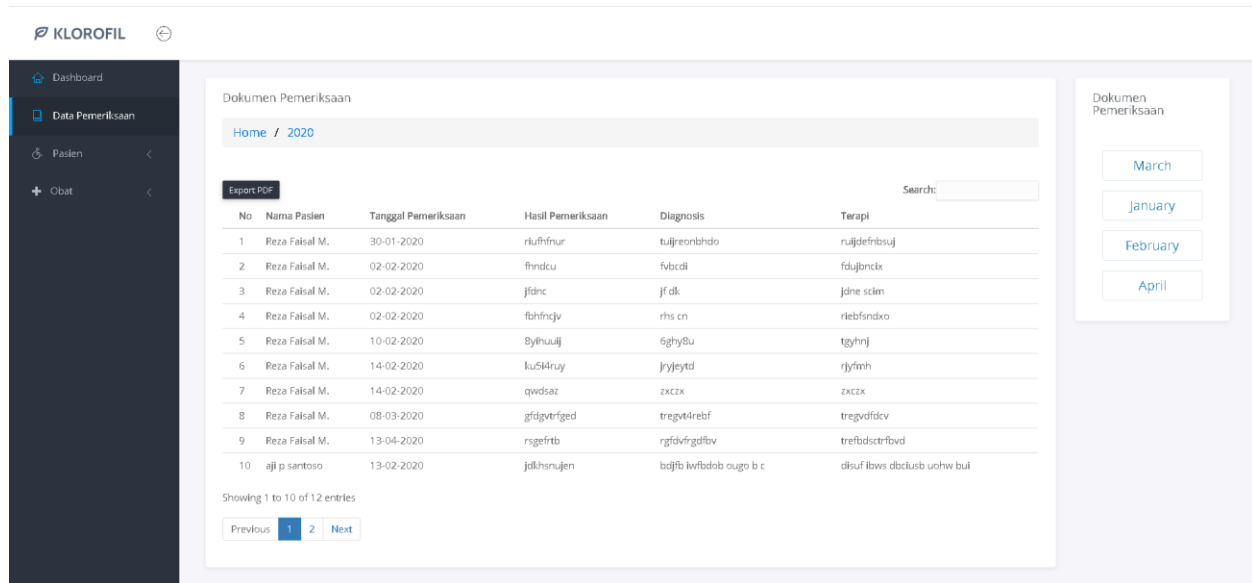 KLOROFIL
Dashboard
Data Pemeriksaan
Pasien
Obat
Dokumen Pemeriksaan
Home / 2020
Export PDF
Search:
No Nama Pasien Tanggal Pemeriksaan Hasil Pemeriksaan Diagnosis Terapi
1 Reza Faisal M. 30-01-2020 riufhfnur tuijreonbhdo ruijdefnbsuj
2 Reza Faisal M. 02-02-2020 fhndcu fvbcdi fdujbncix
3 Reza Faisal M. 02-02-2020 jfdnc jf dk jdne scim
4 Reza Faisal M. 02-02-2020 fbhfncjv rhs cn riebfsndxo
5 Reza Faisal M. 10-02-2020 8yihuuij 6ghy8u tgyhnj
6 Reza Faisal M. 14-02-2020 ku5i4ruy jryjeytd rjyfmh
7 Reza Faisal M. 14-02-2020 qwdsaz zxczx zxczx
8 Reza Faisal M. 08-03-2020 gfdgvtrfged tregvt4rebf tregvdfdcv
9 Reza Faisal M. 13-04-2020 rsgefrtb rgfdvfrgdfbv trefbdsctrfbvd
10 aji p santoso 13-02-2020 jdkhsnujen bdjfb iwfbdob ougo b c disuf ibws dbciusb uohw bui
Showing 1 to 10 of 12 entries
Previous 1 2 Next
Dokumen
Pemeriksaan
March
January
February
April